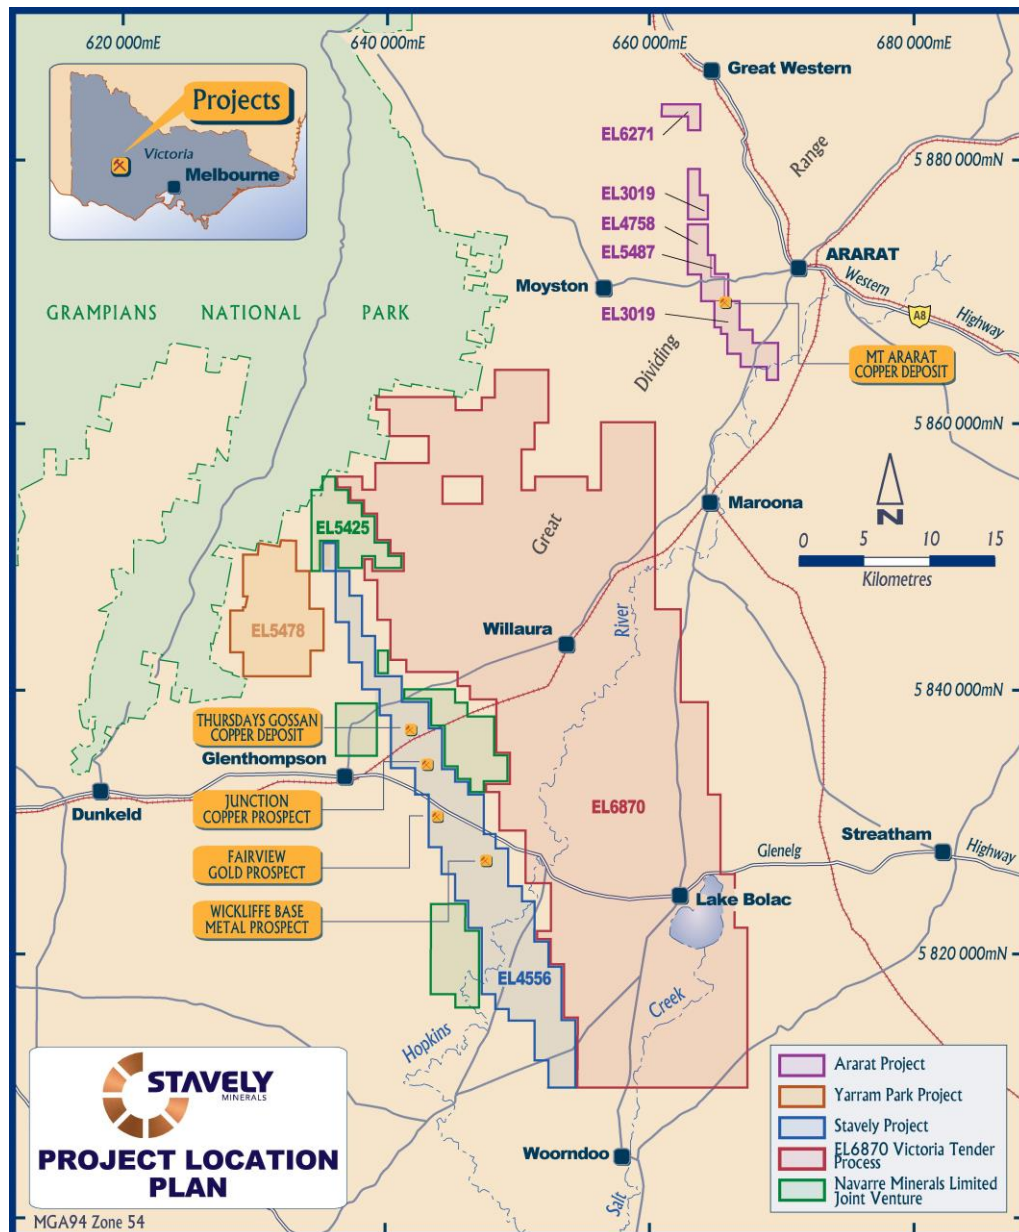 620 000mE
640 000mE
660 000mE
680 000mE
Projects
Victoria
Melbourne
Great Western
EL6271
Range
5 880 000mN
EL3019
EL4758
EL5487
ARARAT
Moyston
Western
Highway
A8
GRAMPIANS NATIONAL PARK
EL3019
Dividing
MT ARARAT
COPPER DEPOSIT
5 860 000mN
Maroona
EL5425
Great
N
0 5 10 15
Kilometres
EL5478
Willaura
River
5 840 000mN
THURSDAYS GOSSAN
COPPER DEPOSIT
Glenthompson
Dunkeld
JUNCTION
COPPER PROSPECT
EL6870
Streatham
Glenelg
Highway
FAIRVIEW
GOLD PROSPECT
WICKLIFFE BASE
METAL PROSPECT
Lake Bolac
5 820 000mN
EL4556
Creek
Hopkins
STAVELY
MINERALS
PROJECT LOCATION
PLAN
Woorndoo
Salt
Ararat Project
Yarram Park Project
Stavely Project
EL6870 Victoria Tender
Process
Navarre Minerals Limited
Joint Venture
MGA94 Zone 54